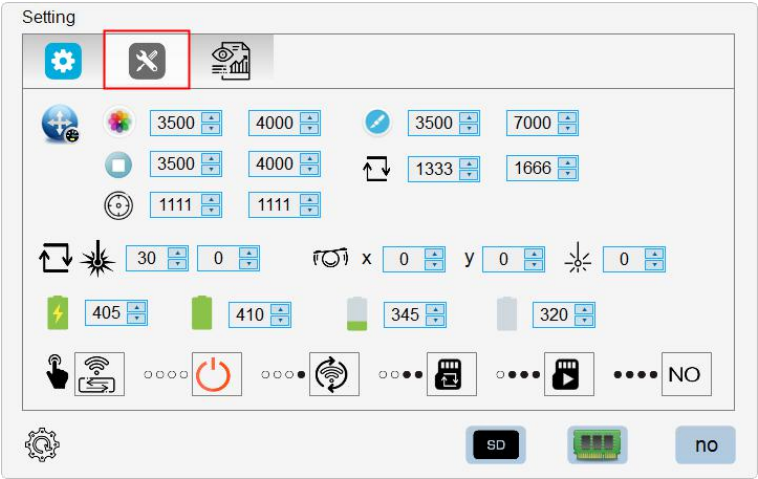 Setting
3500 4000 3500 7000
3500 4000 1333 1666
1111 1111
30 0 x 0 y 0 0
405 410 345 320
NO
SD no